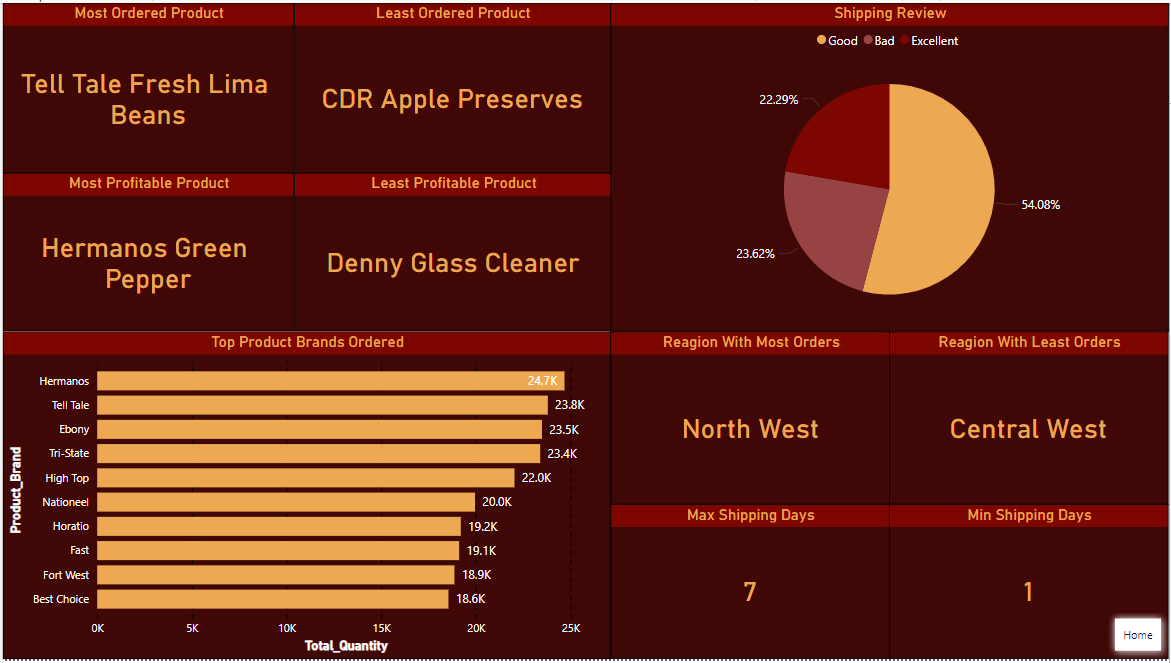 Most Ordered Product
Least Ordered Product
Tell Tale Fresh Lima
Beans
CDR Apple Preserves
Most Profitable Product
Least Profitable Product
Hermanos Green
Pepper
Denny Glass Cleaner
Shipping Review
Good Bad Excellent
22.29%
54.08%
23.62%
Top Product Brands Ordered
Product_Brand
Hermanos 24.7K
Tell Tale 23.8K
Ebony 23.5K
Tri-State 23.4K
High Top 22.0K
Nationeel 20.0K
Horatio 19.2K
Fast 19.1K
Fort West 18.9K
Best Choice 18.6K
0K 5K 10K 15K 20K 25K
Total_Quantity
Reagion With Most Orders
Reagion With Least Orders
North West
Central West
Max Shipping Days
Min Shipping Days
7
1
Home